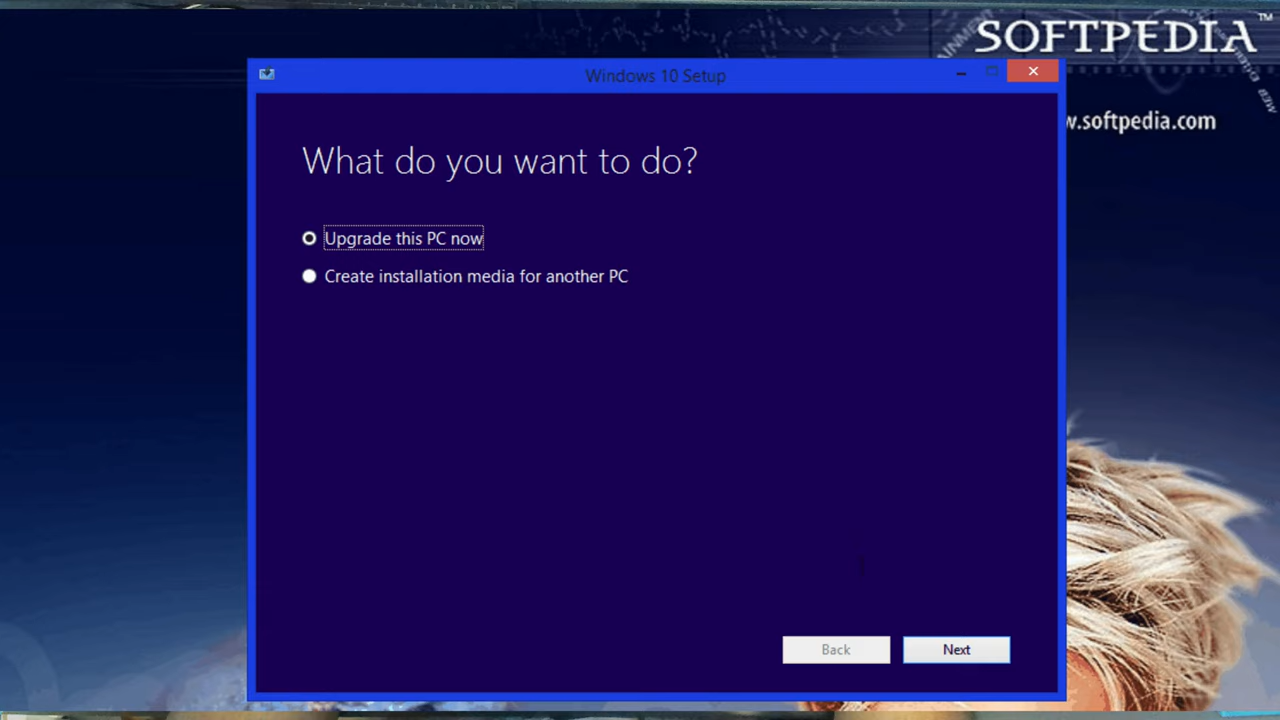 SOFTPEDIA™
Windows 10 Setup
w.softpedia.com
What do you want to do?
Upgrade this PC now
Create installation media for another PC
Back
Next